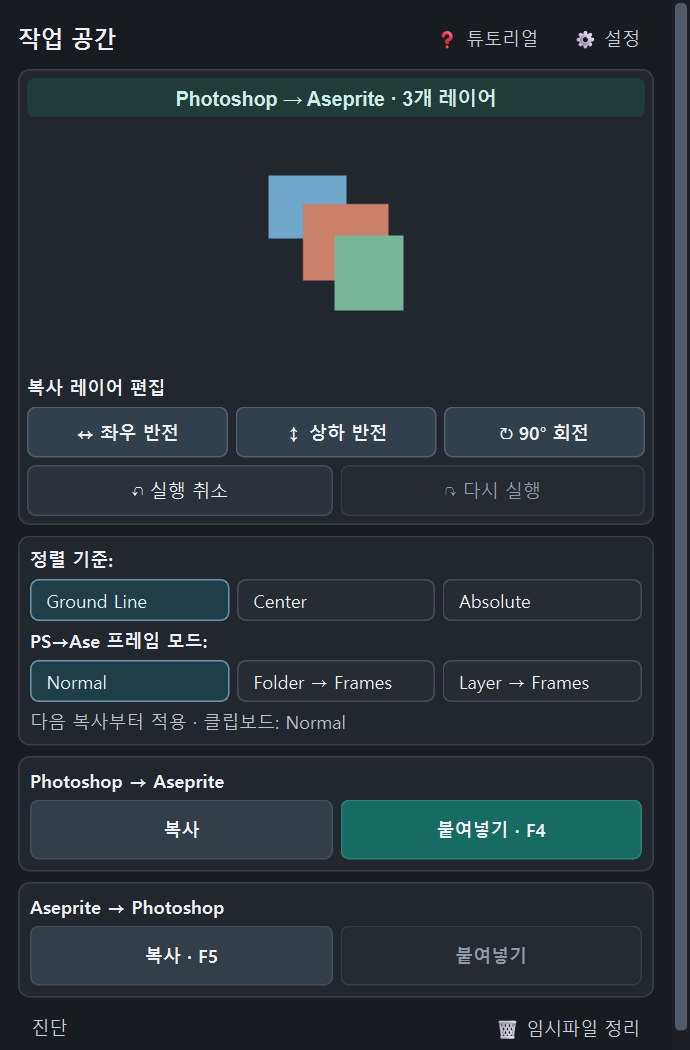 작업 공간
❓ 튜토리얼 ⚙ 설정
Photoshop → Aseprite · 3개 레이어
복사 레이어 편집
↔ 좌우 반전 ↕ 상하 반전 ↻ 90° 회전
↶ 실행 취소 ↷ 다시 실행
정렬 기준:
Ground Line Center Absolute
PS→Ase 프레임 모드:
Normal Folder → Frames Layer → Frames
다음 복사부터 적용 · 클립보드: Normal
Photoshop → Aseprite
복사 붙여넣기 · F4
Aseprite → Photoshop
복사 · F5 붙여넣기
진단 🗑 임시파일 정리